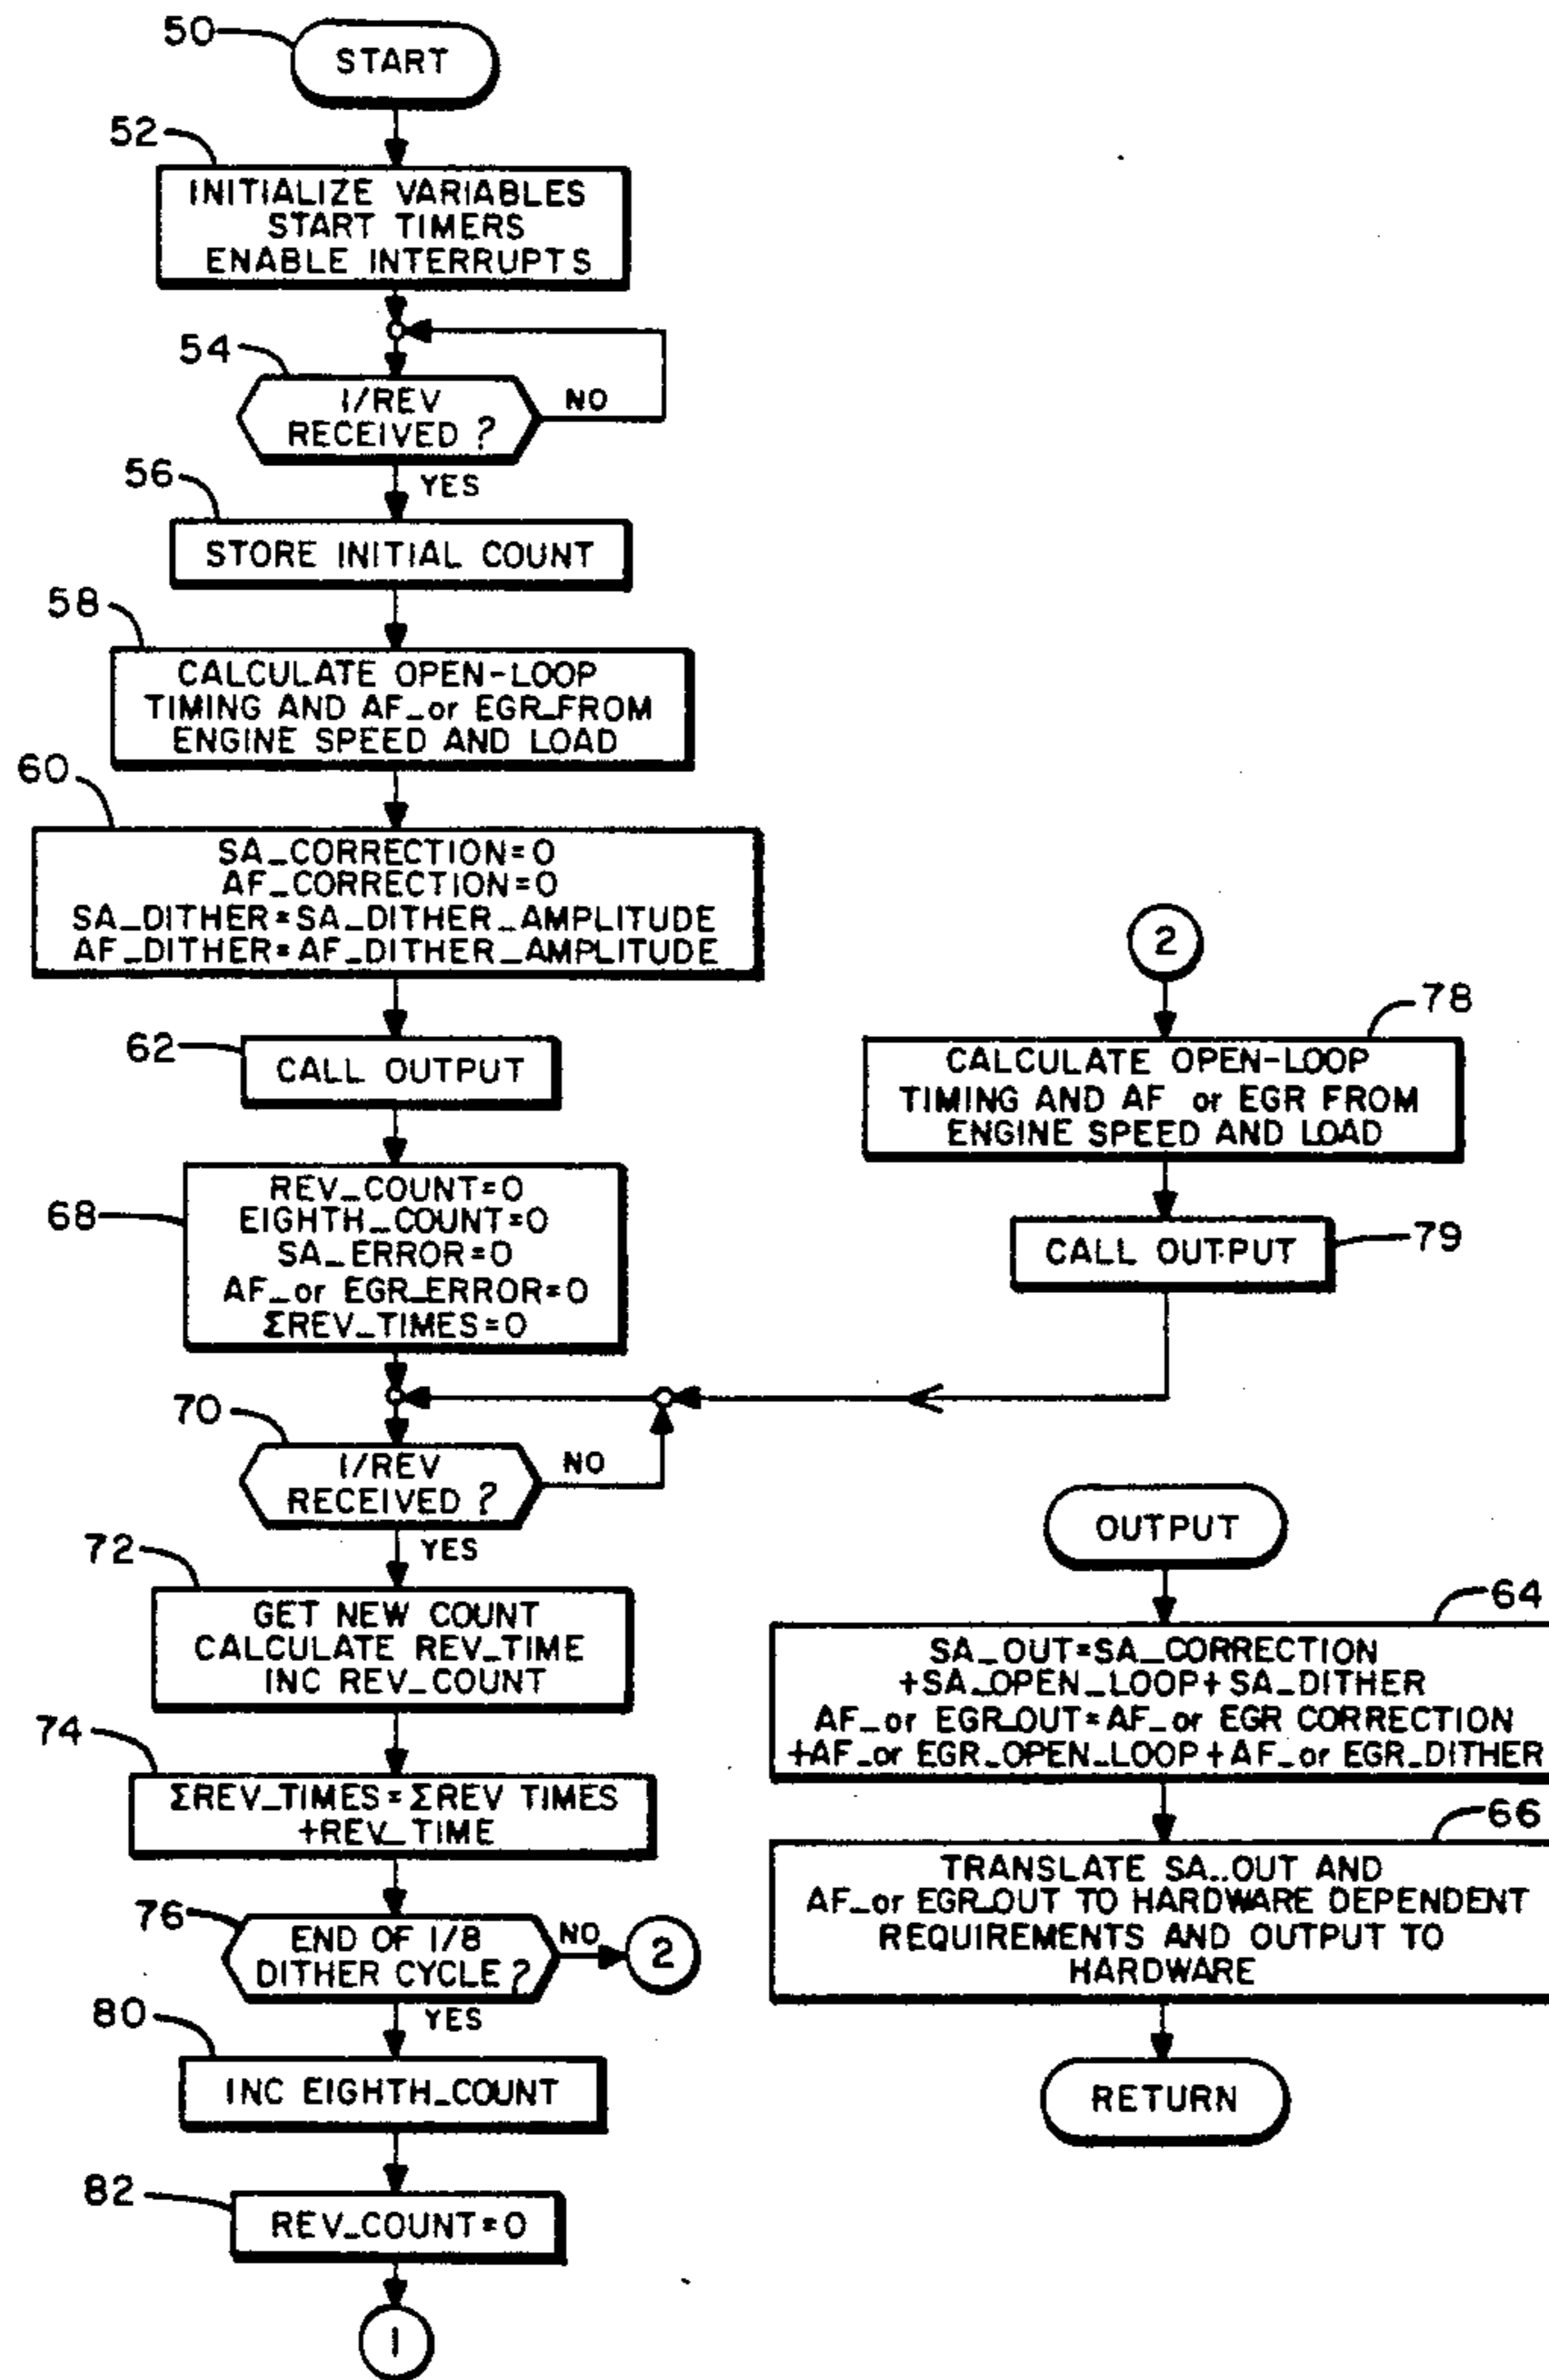 50
START
52
INITIALIZE VARIABLES
START TIMERS
ENABLE INTERRUPTS
54
1/REV
RECEIVED ?
NO
YES
56
STORE INITIAL COUNT
58
CALCULATE OPEN-LOOP
TIMING AND AF_or EGR_FROM
ENGINE SPEED AND LOAD
60
SA_CORRECTION=0
AF_CORRECTION=0
SA_DITHER=SA_DITHER_AMPLITUDE
AF_DITHER=AF_DITHER_AMPLITUDE
62
CALL OUTPUT
68
REV_COUNT=0
EIGHTH_COUNT=0
SA_ERROR=0
AF_or EGR_ERROR=0
ΣREV_TIMES=0
70
1/REV
RECEIVED ?
NO
YES
72
GET NEW COUNT
CALCULATE REV_TIME
INC REV_COUNT
74
ΣREV_TIMES=ΣREV TIMES
+REV_TIME
76
END OF 1/8
DITHER CYCLE ?
NO
2
YES
80
INC EIGHTH_COUNT
82
REV_COUNT=0
1
2
78
CALCULATE OPEN-LOOP
TIMING AND AF or EGR FROM
ENGINE SPEED AND LOAD
CALL OUTPUT
79
OUTPUT
64
SA_OUT=SA_CORRECTION
+SA_OPEN_LOOP+SA_DITHER
AF_or EGR_OUT=AF_or EGR CORRECTION
+AF_or EGR_OPEN_LOOP+AF_or EGR_DITHER
66
TRANSLATE SA_OUT AND
AF_or EGR_OUT TO HARDWARE DEPENDENT
REQUIREMENTS AND OUTPUT TO
HARDWARE
RETURN